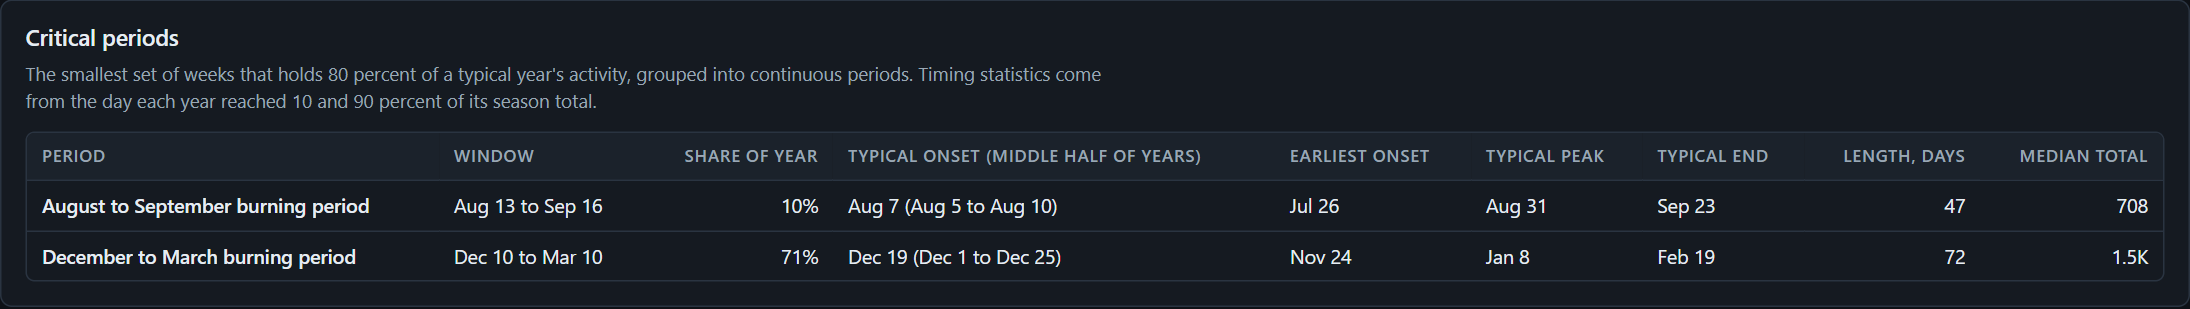 Critical periods
The smallest set of weeks that holds 80 percent of a typical year's activity, grouped into continuous periods. Timing statistics come
from the day each year reached 10 and 90 percent of its season total.
PERIOD WINDOW SHARE OF YEAR TYPICAL ONSET (MIDDLE HALF OF YEARS) EARLIEST ONSET TYPICAL PEAK TYPICAL END LENGTH, DAYS MEDIAN TOTAL
August to September burning period Aug 13 to Sep 16 10% Aug 7 (Aug 5 to Aug 10) Jul 26 Aug 31 Sep 23 47 708
December to March burning period Dec 10 to Mar 10 71% Dec 19 (Dec 1 to Dec 25) Nov 24 Jan 8 Feb 19 72 1.5K